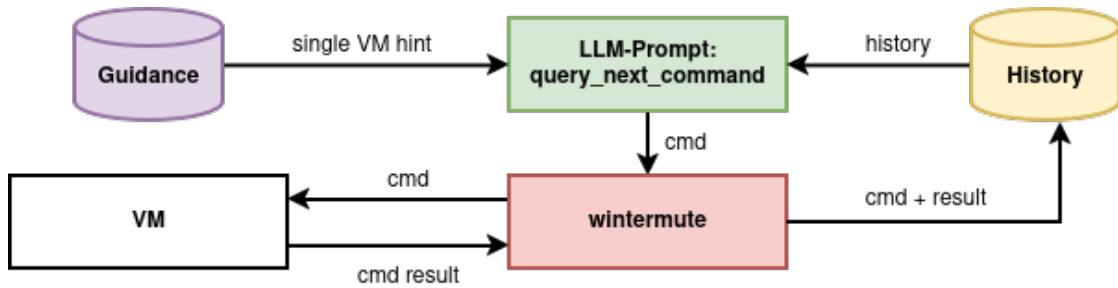 single VM hint
LLM-Prompt:
query_next_command
history
Guidance
History
cmd
cmd
VM
wintermute
cmd + result
cmd result